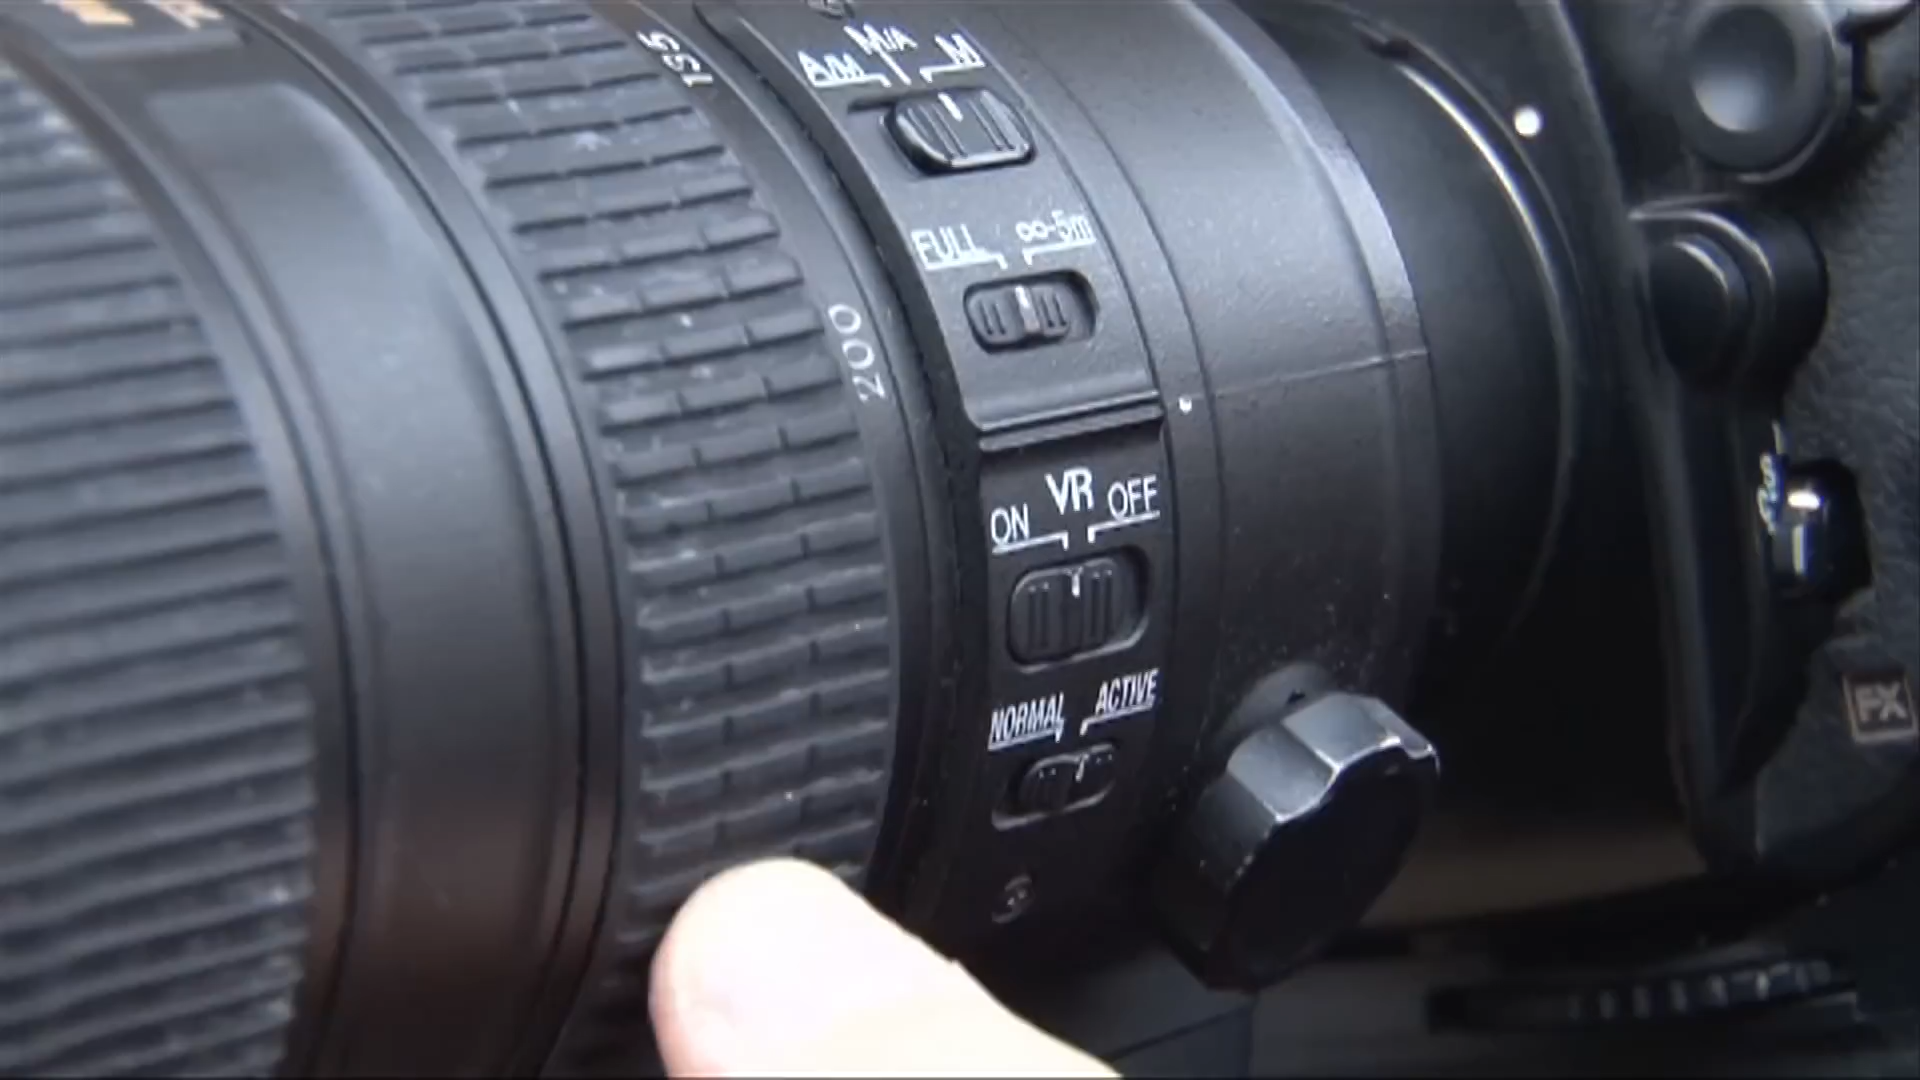 135
A/M M/A M
FULL ∞-5m
200
ON VR OFF
NORMAL ACTIVE
FX